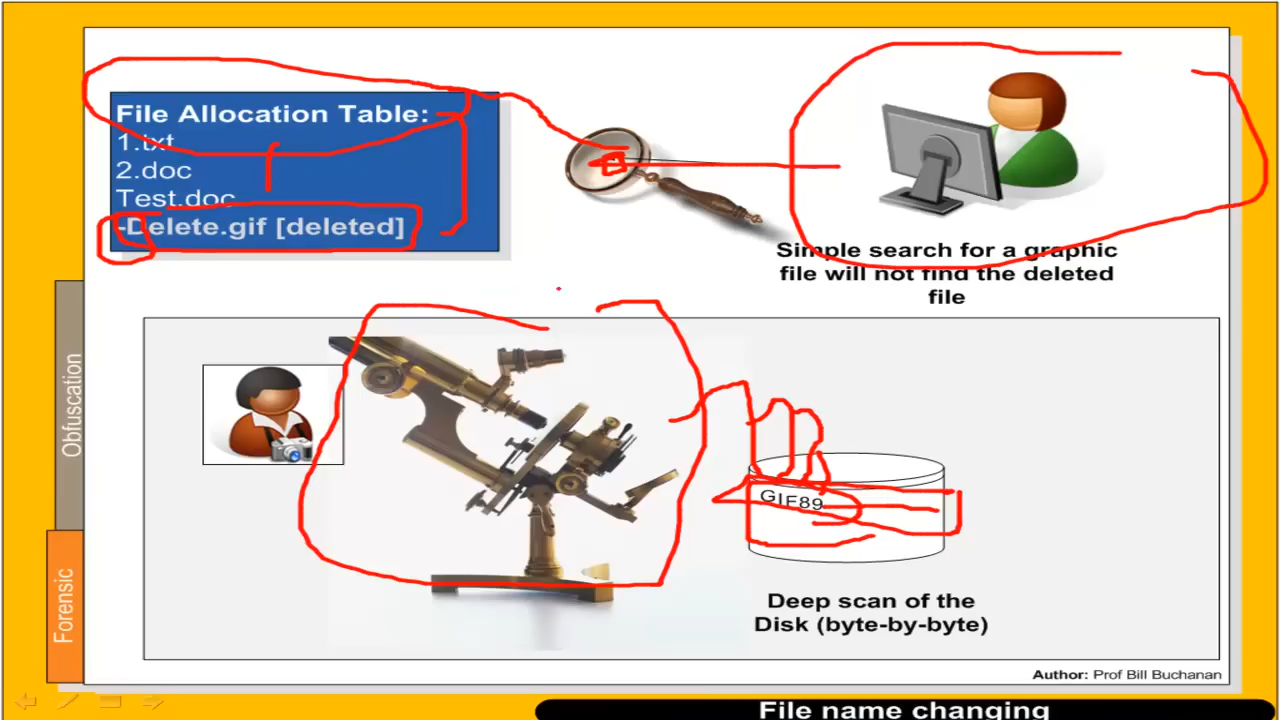 File Allocation Table:
1.txt
2.doc
Test.doc
-Delete.gif [deleted]
Simple search for a graphic
file will not find the deleted
file
Obfuscation
Forensic
GIF89
Deep scan of the
Disk (byte-by-byte)
Author: Prof Bill Buchanan
File name changing